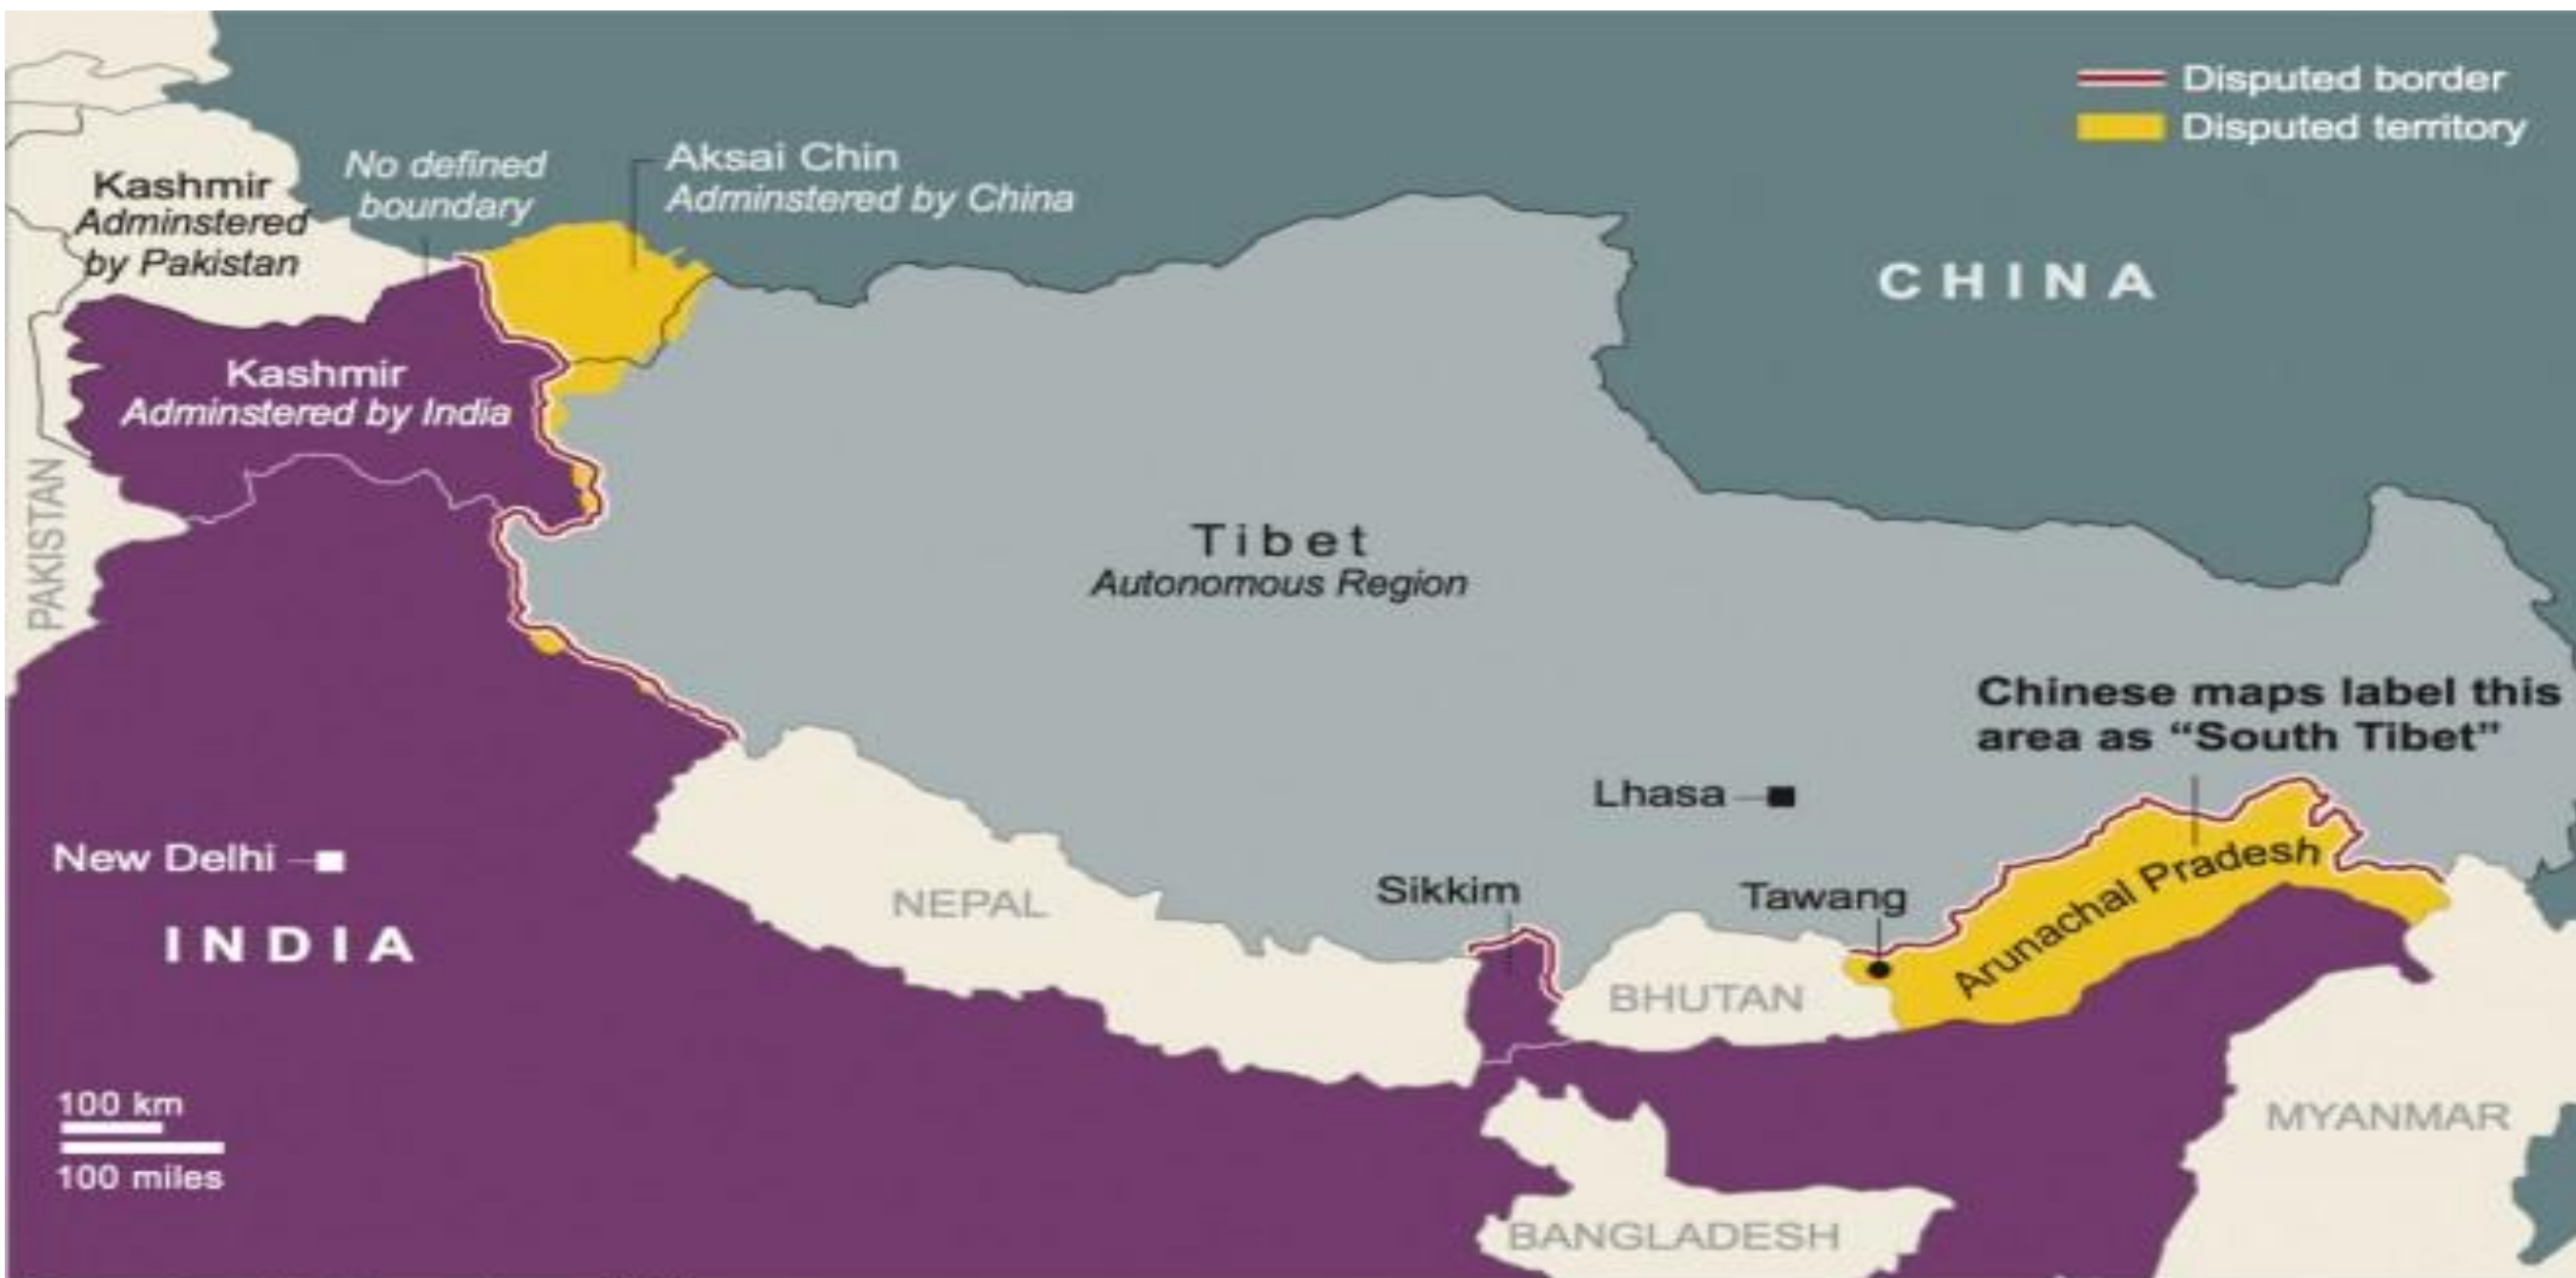 Disputed border
Disputed territory
Kashmir
Adminstered
by Pakistan
No defined
boundary
Aksai Chin
Adminstered by China
CHINA
Kashmir
Adminstered by India
PAKISTAN
Tibet
Autonomous Region
Chinese maps label this
area as “South Tibet”
Lhasa
New Delhi
INDIA
NEPAL
Sikkim
Tawang
Arunachal Pradesh
BHUTAN
100 km
100 miles
MYANMAR
BANGLADESH